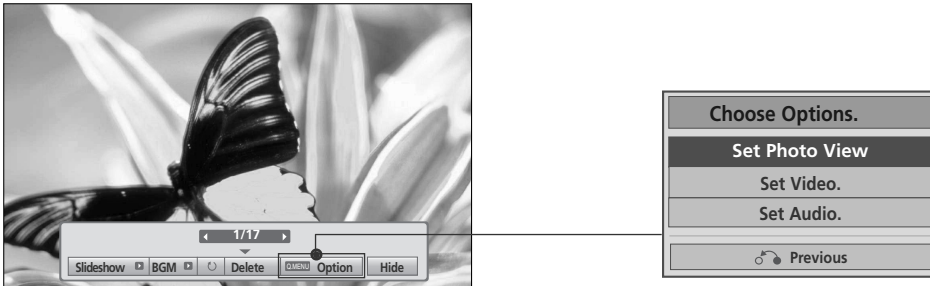 1/17
Slideshow BGM Delete Q.MENU Option Hide
Choose Options.
Set Photo View
Set Video.
Set Audio.
Previous